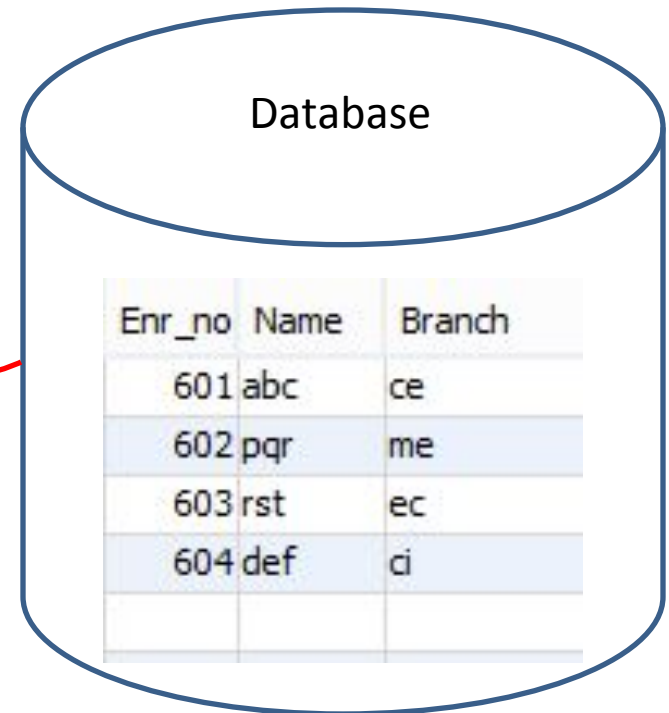 Database
Enr_no Name Branch
601 abc ce
602 pqr me
603 rst ec
604 def ci